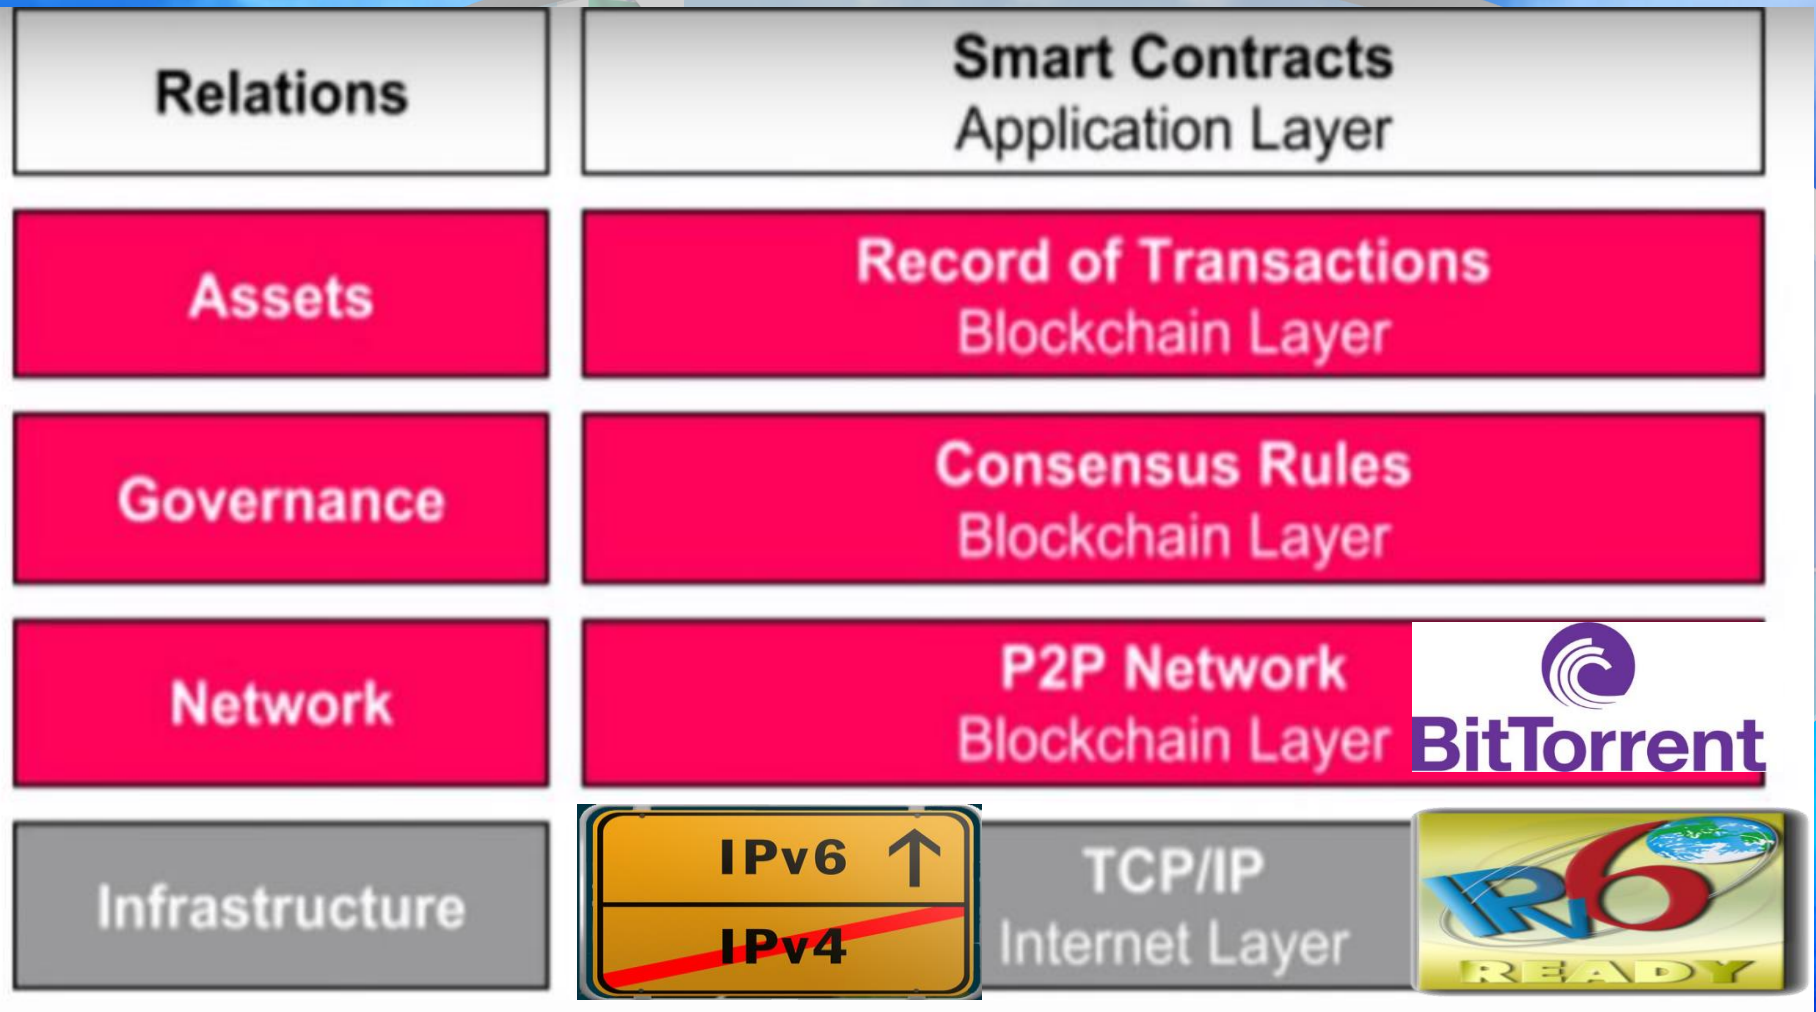 Relations
Smart Contracts
Application Layer
Assets
Record of Transactions
Blockchain Layer
Governance
Consensus Rules
Blockchain Layer
Network
P2P Network
Blockchain Layer
BitTorrent
Infrastructure
IPv6 ↑
IPv4
TCP/IP
Internet Layer
IPv6
READY